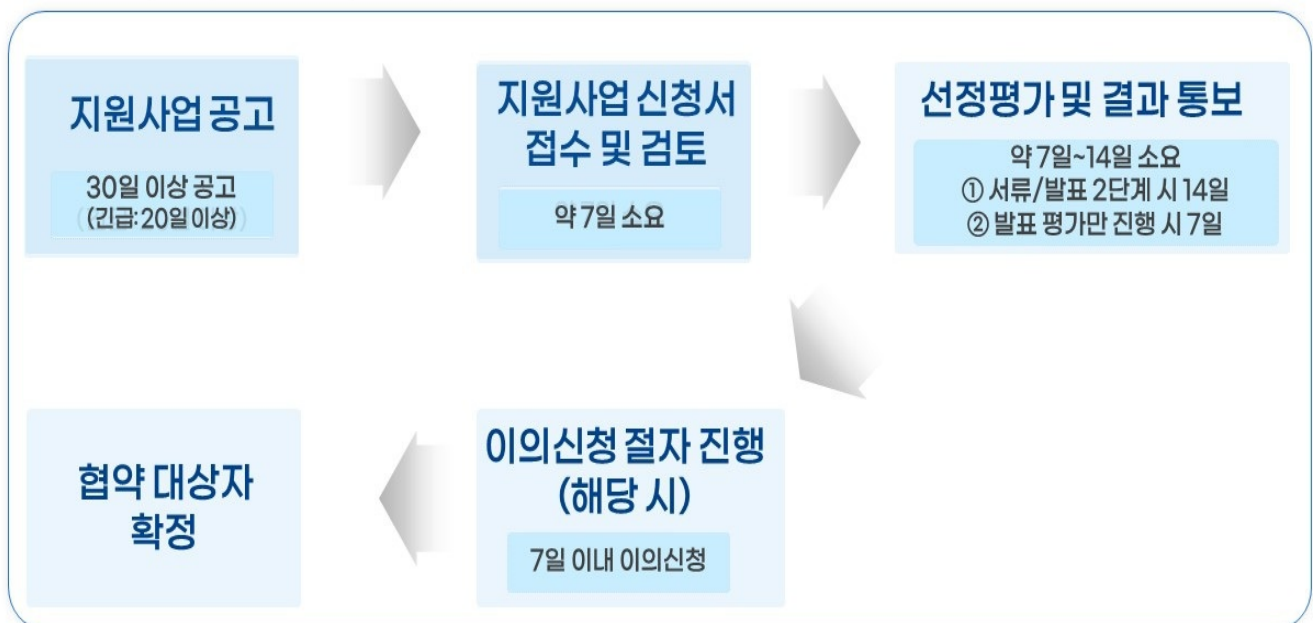 지원사업 공고
30일 이상 공고
(긴급:20일 이상)
지원사업 신청서
접수 및 검토
약 7일 소요
선정평가 및 결과 통보
약 7일~14일 소요
① 서류/발표 2단계 시 14일
② 발표 평가만 진행 시 7일
이의신청 절자 진행
(해당 시)
7일 이내 이의신청
협약 대상자
확정